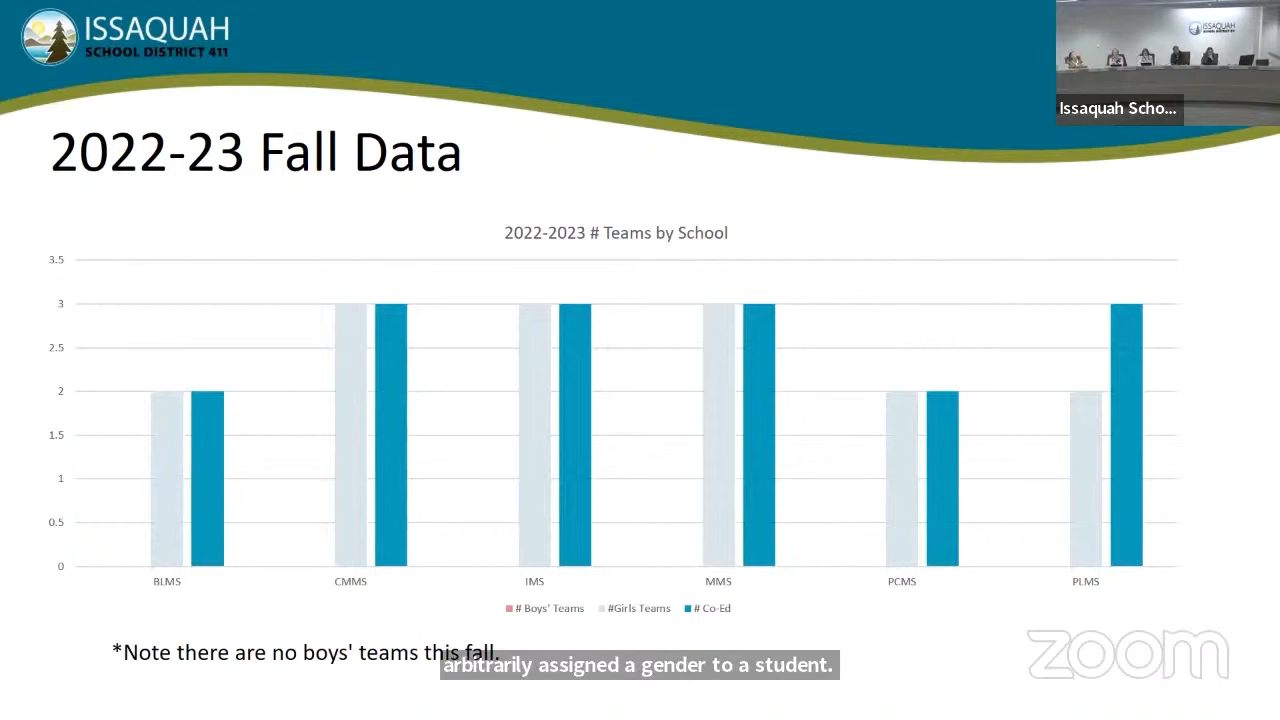 ISSAQUAH
SCHOOL DISTRICT 411
ISSAQUAH
Issaquah Scho...
2022-23 Fall Data
2022-2023 # Teams by School
3.5
3
2.5
2
1.5
1
0.5
0
BLMS CMMS IMS MMS PCMS PLMS
# Boys' Teams #Girls Teams # Co-Ed
*Note there are no boys' teams this fall.
arbitrarily assigned a gender to a student.
zoom